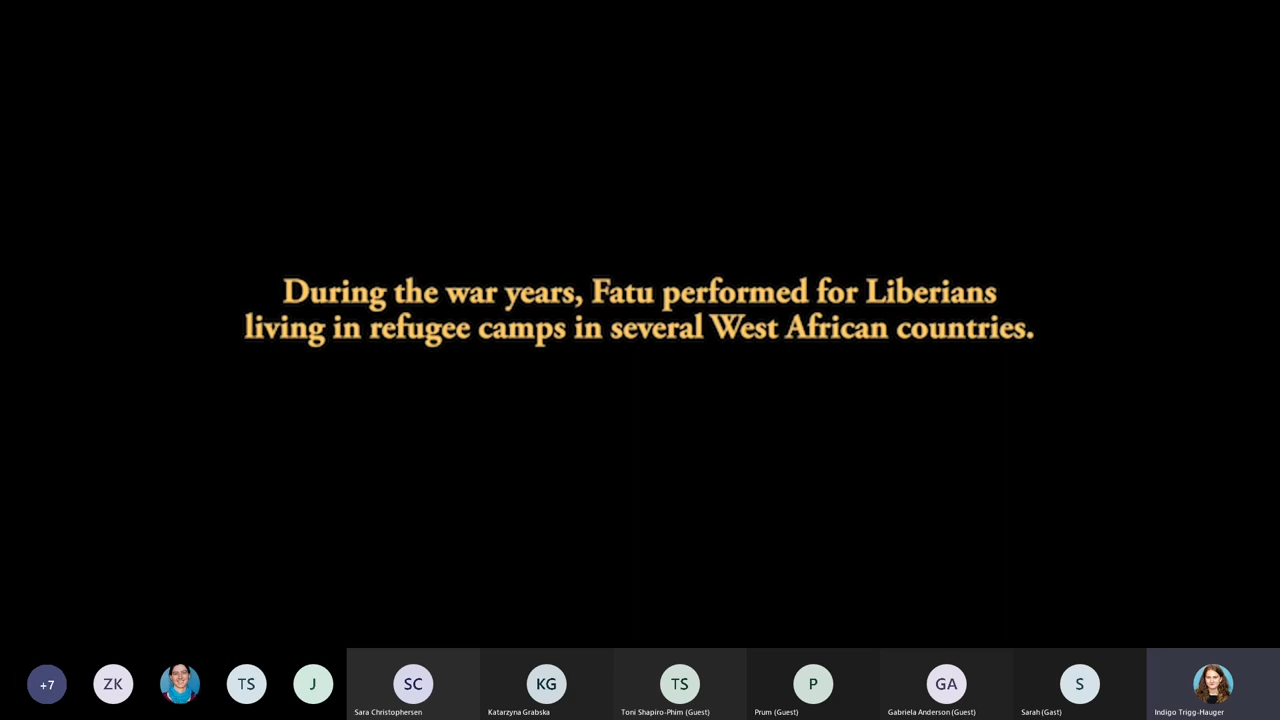 During the war years, Fatu performed for Liberians
living in refugee camps in several West African countries.
+7
ZK
TS
J
SC
Sara Christophersen
KG
Katarzyna Grabska
TS
Toni Shapiro-Phim (Guest)
P
Prum (Guest)
GA
Gabriela Anderson (Guest)
S
Sarah (Gast)
Indigo Trigg-Hauger